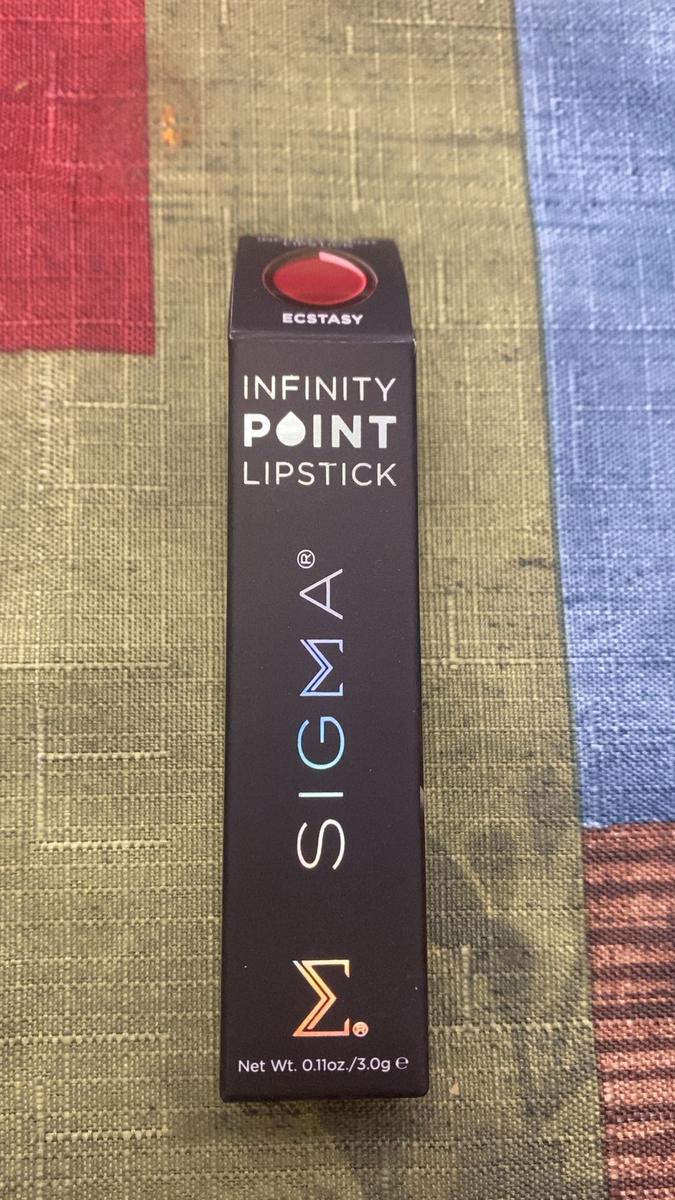 ECSTASY
INFINITY
POINT
LIPSTICK
SIGMA®
Σ®
Net Wt. 0.11oz./3.0g ℮